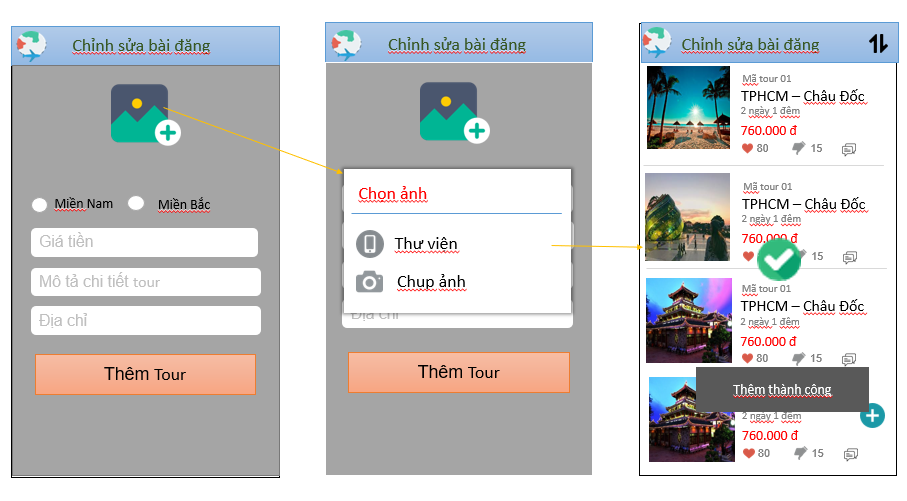 Chỉnh sửa bài đăng
Miền Nam
Miền Bắc
Giá tiền
Mô tả chi tiết tour
Địa chỉ
Thêm Tour
Chỉnh sửa bài đăng
Chọn ảnh
Thư viện
Chup ảnh
Địa chỉ
Thêm Tour
Chỉnh sửa bài đăng
Mã tour 01
TPHCM – Châu Đốc
2 ngày 1 đêm
760.000 đ
80 15
Mã tour 01
TPHCM – Châu Đốc
2 ngày 1 đêm
760.000 đ
15
Mã tour 01
TPHCM – Châu Đốc
2 ngày 1 đêm
760.000 đ
80 15
Thêm thành công
2 ngày 1 đêm
760.000 đ
80 15